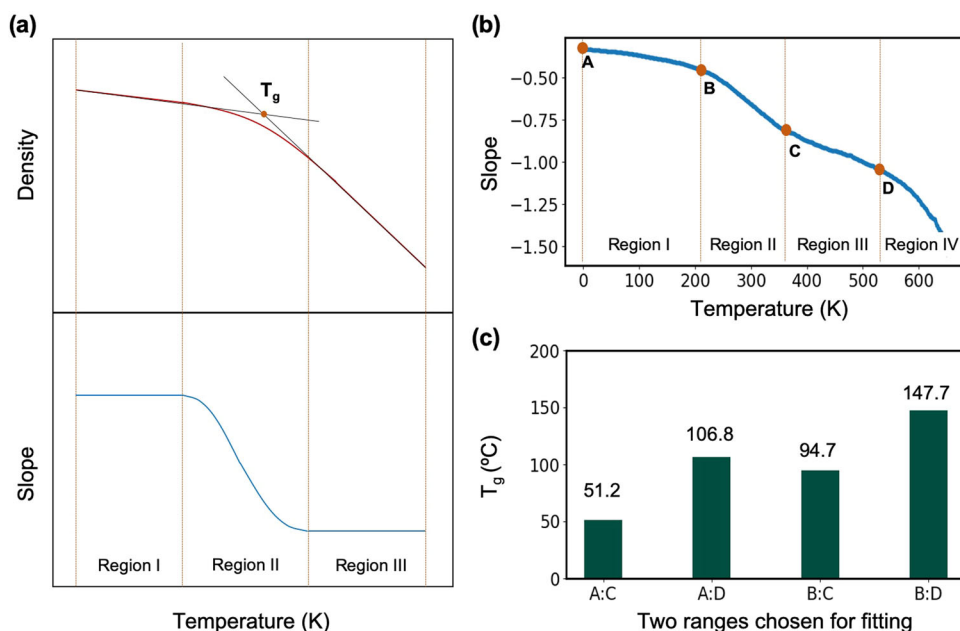 (a)
Density
Tg
Slope
Region I
Region II
Region III
Temperature (K)
(b)
Slope
−0.50
−0.75
−1.00
−1.25
−1.50
A
B
C
D
Region I
Region II
Region III
Region IV
0
100
200
300
400
500
600
Temperature (K)
(c)
Tg (ºC)
200
150
100
50
0
51.2
106.8
94.7
147.7
A:C
A:D
B:C
B:D
Two ranges chosen for fitting